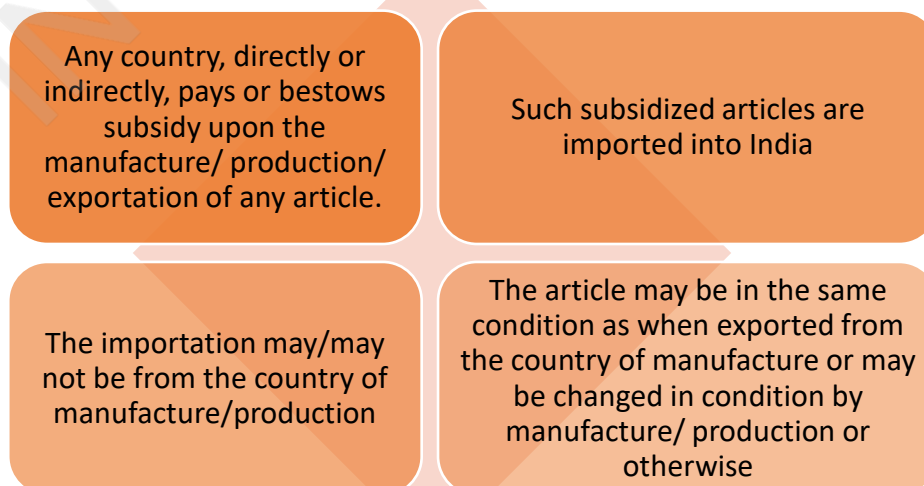 Any country, directly or
indirectly, pays or bestows
subsidy upon the
manufacture/ production/
exportation of any article.
Such subsidized articles are
imported into India
The importation may/may
not be from the country of
manufacture/production
The article may be in the same
condition as when exported from
the country of manufacture or may
be changed in condition by
manufacture/ production or
otherwise